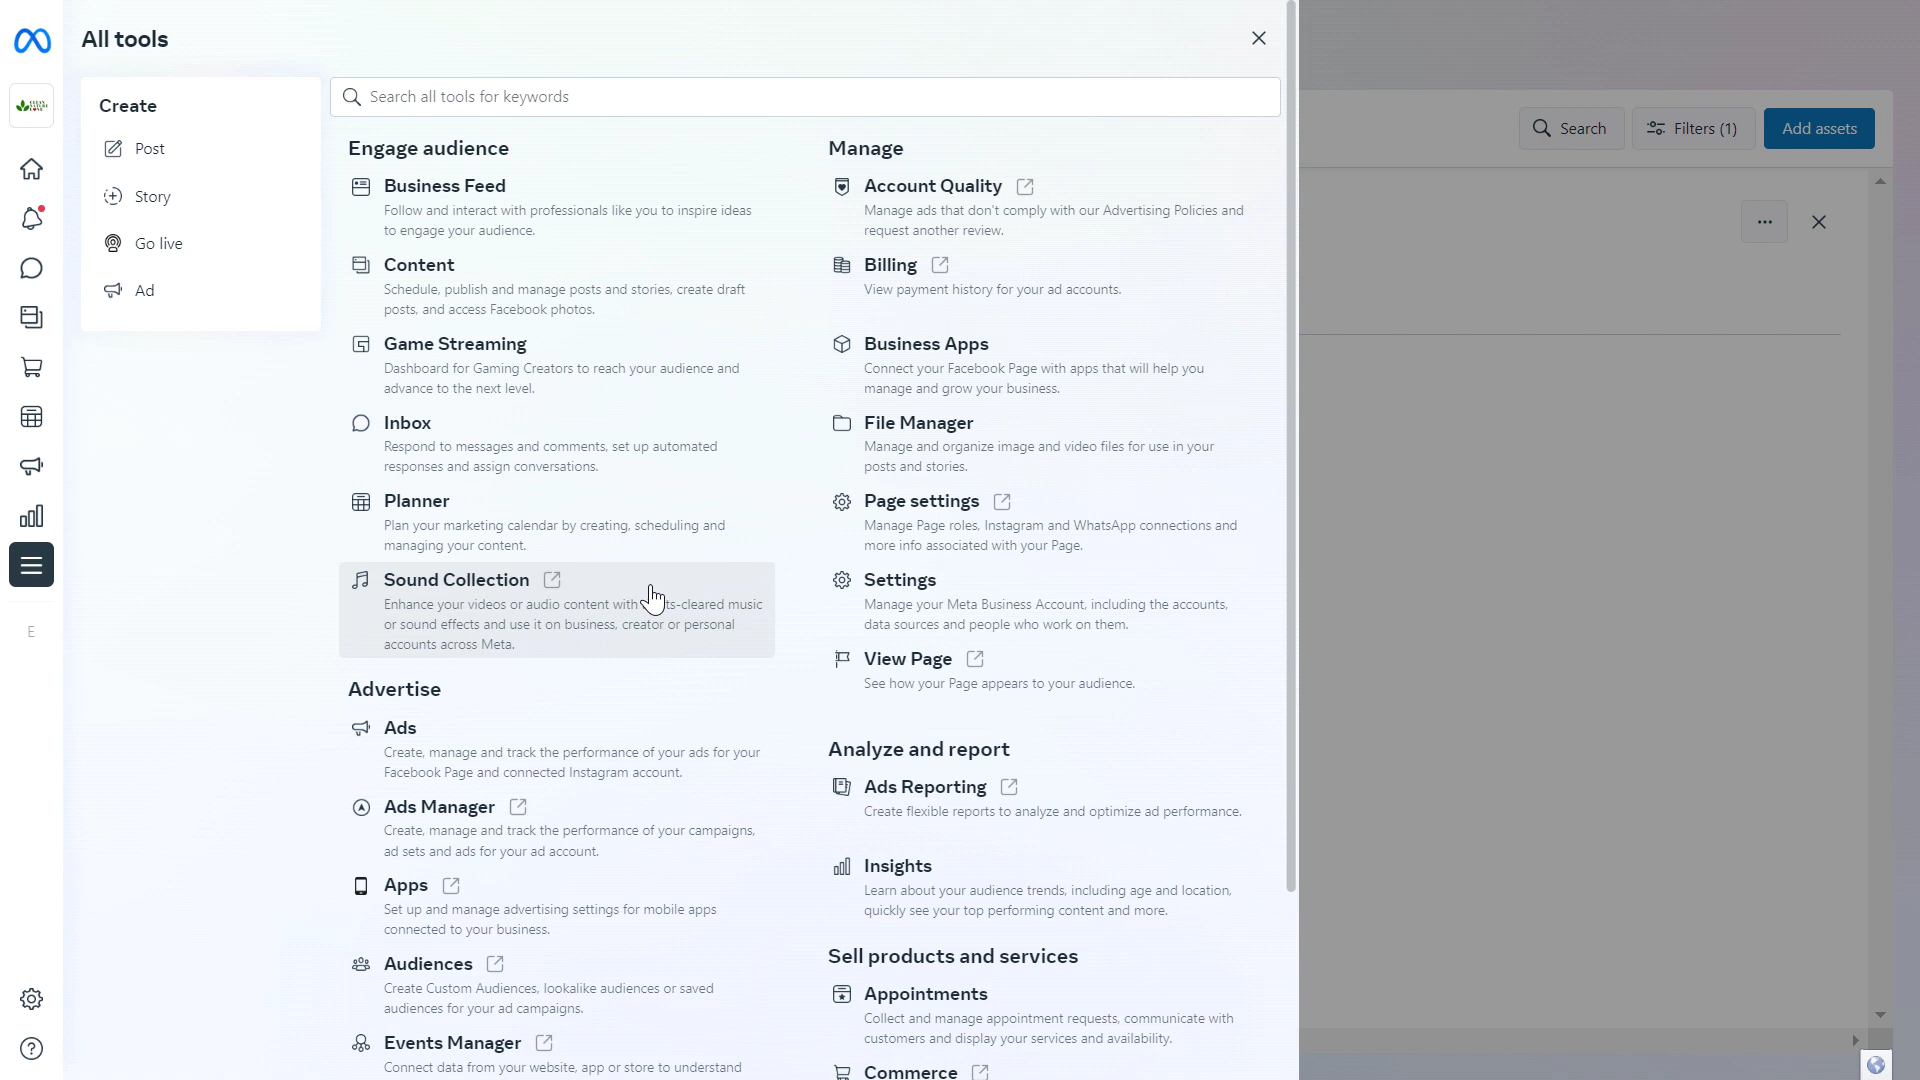 All tools
Create
Post
Story
Go live
Ad
Search all tools for keywords
Engage audience
Business Feed
Follow and interact with professionals like you to inspire ideas
to engage your audience.
Content
Schedule, publish and manage posts and stories, create draft
posts, and access Facebook photos.
Game Streaming
Dashboard for Gaming Creators to reach your audience and
advance to the next level.
Inbox
Respond to messages and comments, set up automated
responses and assign conversations.
Planner
Plan your marketing calendar by creating, scheduling and
managing your content.
Sound Collection
Enhance your videos or audio content with ts-cleared music
or sound effects and use it on business, creator or personal
accounts across Meta.
Advertise
Ads
Create, manage and track the performance of your ads for your
Facebook Page and connected Instagram account.
Ads Manager
Create, manage and track the performance of your campaigns,
ad sets and ads for your ad account.
Apps
Set up and manage advertising settings for mobile apps
connected to your business.
Audiences
Create Custom Audiences, lookalike audiences or saved
audiences for your ad campaigns.
Events Manager
Connect data from your website, app or store to understand
Manage
Account Quality
Manage ads that don't comply with our Advertising Policies and
request another review.
Billing
View payment history for your ad accounts.
Business Apps
Connect your Facebook Page with apps that will help you
manage and grow your business.
File Manager
Manage and organize image and video files for use in your
posts and stories.
Page settings
Manage Page roles, Instagram and WhatsApp connections and
more info associated with your Page.
Settings
Manage your Meta Business Account, including the accounts,
data sources and people who work on them.
View Page
See how your Page appears to your audience.
Analyze and report
Ads Reporting
Create flexible reports to analyze and optimize ad performance.
Insights
Learn about your audience trends, including age and location,
quickly see your top performing content and more.
Sell products and services
Appointments
Collect and manage appointment requests, communicate with
customers and display your services and availability.
Commerce
Search
Filters (1)
Add assets
E